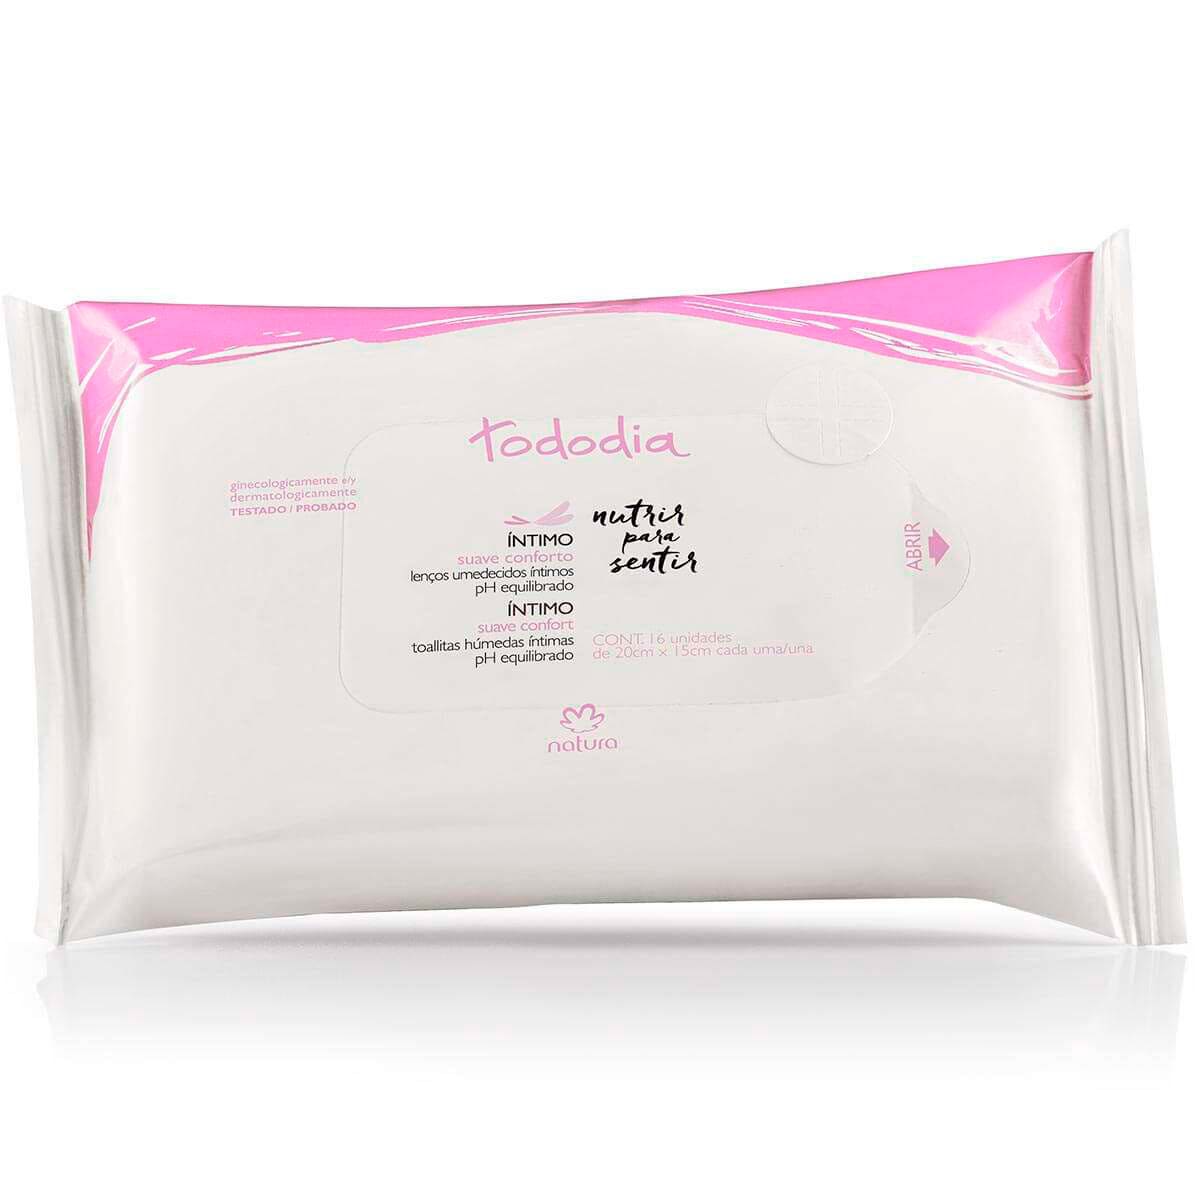 tododia
ginecologicamente e/y
dermatologicamente
TESTADO / PROBADO
ÍNTIMO
suave conforto
lenços umedecidos íntimos
pH equilibrado
ÍNTIMO
suave confort
toallitas húmedas íntimas
pH equilibrado
nutrir
para
sentir
CONT. 16 unidades
de 20cm x 15cm cada uma/una
ABRIR
natura